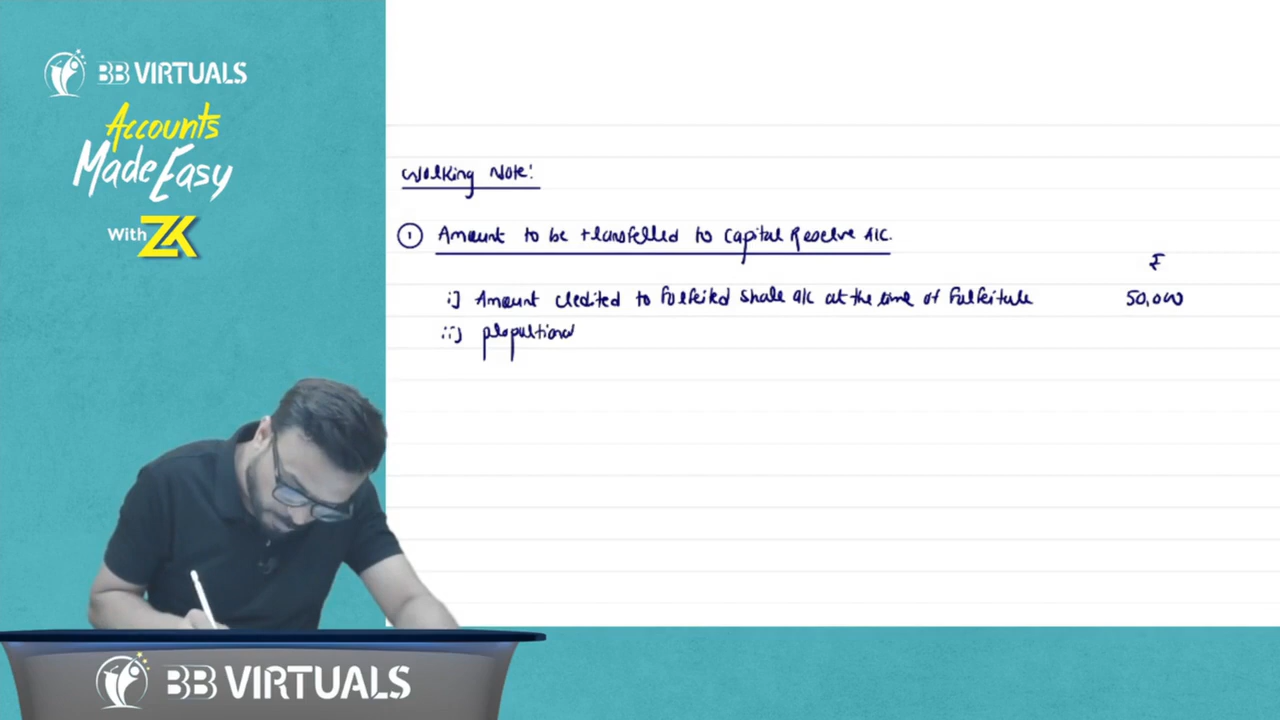 BB VIRTUALS
Accounts
Made Easy
With ZK
Working Note:
① Amount to be transferred to Capital Reserve A/c.
₹
i] Amount credited to forfeited share a/c at the time of forfeiture 50,000
ii] proportional
BB VIRTUALS